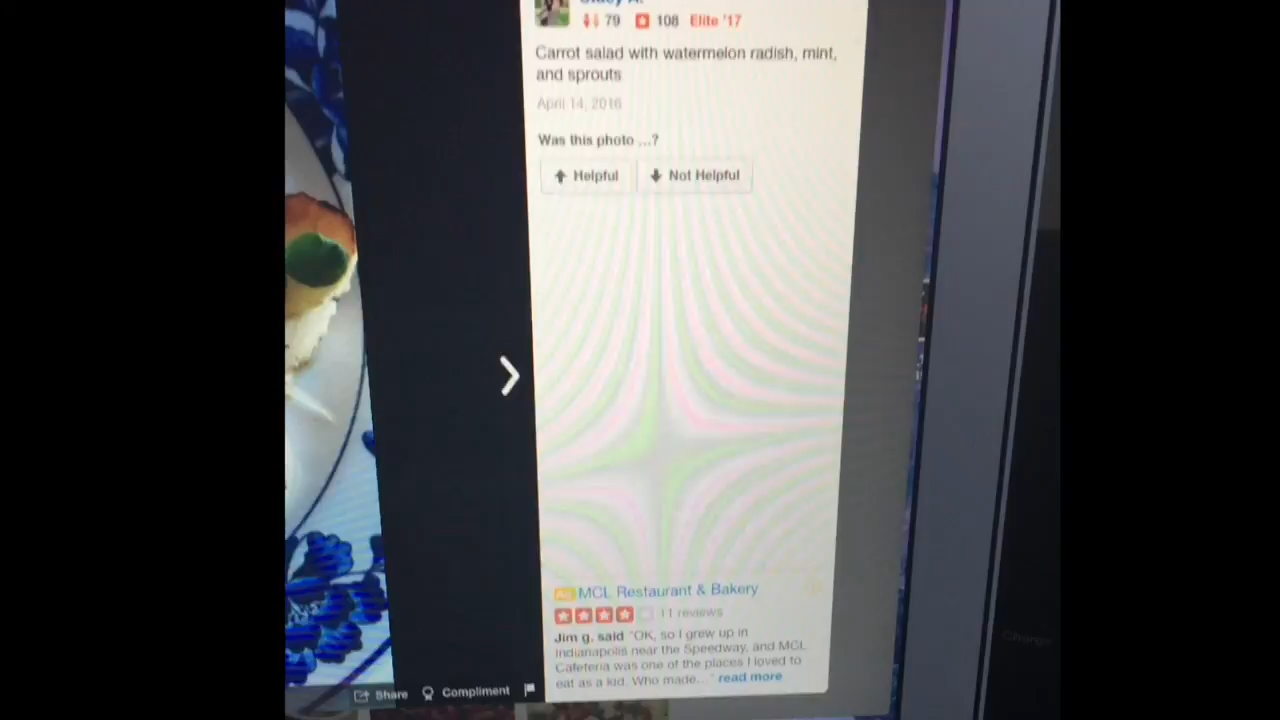 79 108 Elite '17
Carrot salad with watermelon radish, mint,
and sprouts
April 14, 2016
Was this photo ...?
Helpful Not Helpful
Ad MCL Restaurant & Bakery
11 reviews
Jim g. said "OK, so I grew up in
Indianapolis near the Speedway, and MCL
Cafeteria was one of the places I loved to
eat as a kid. Who made..." read more
Share Compliment